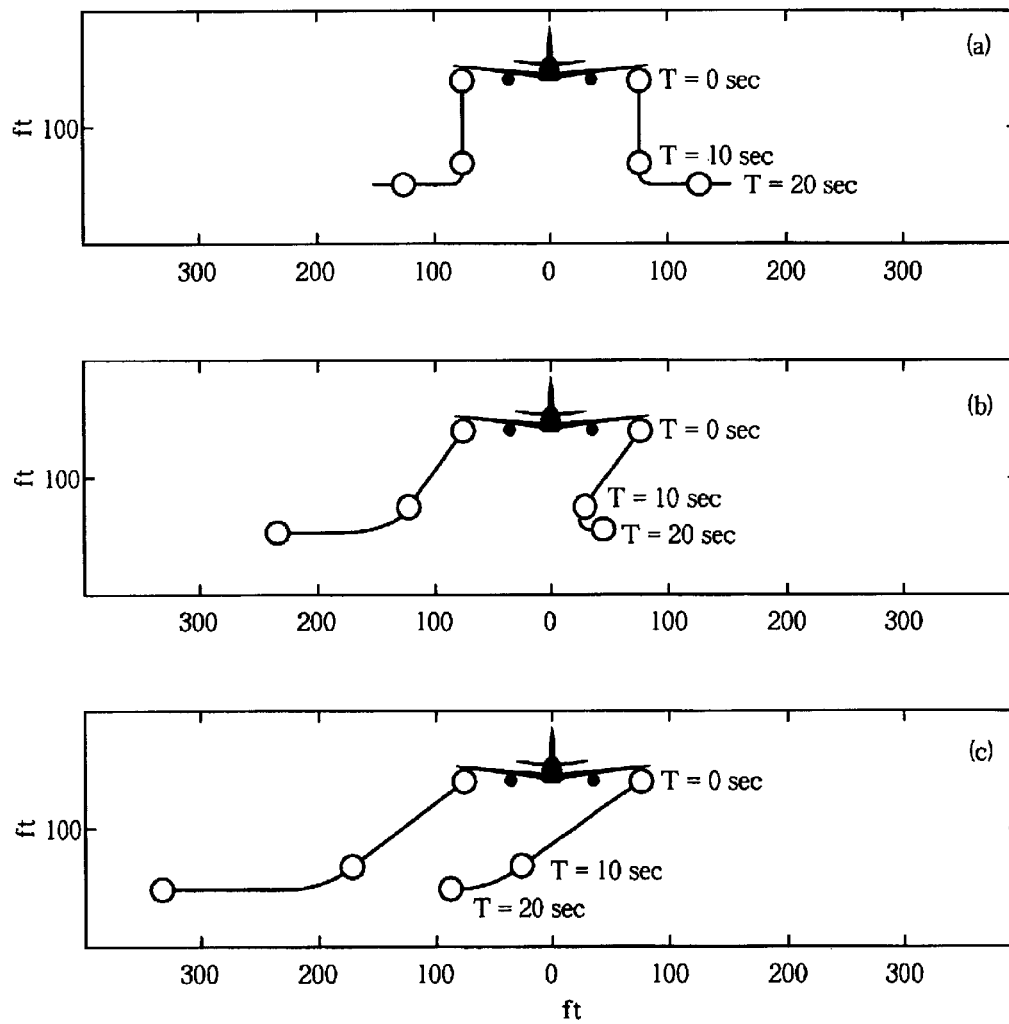 (a)
T = 0 sec
ft 100
T = 10 sec
T = 20 sec
300 200 100 0 100 200 300
(b)
T = 0 sec
ft 100
T = 10 sec
T = 20 sec
300 200 100 0 100 200 300
(c)
T = 0 sec
ft 100
T = 10 sec
T = 20 sec
300 200 100 0 100 200 300
ft